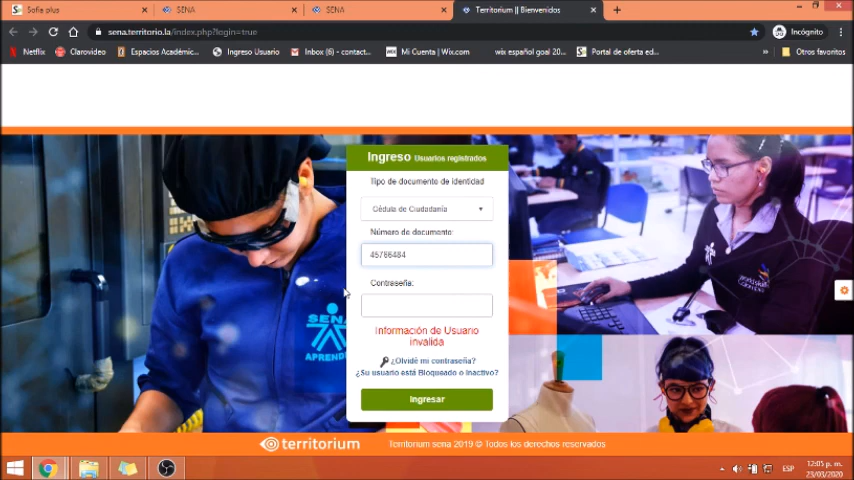 Sofia plus
SENA
SENA
Territorium || Bienvenidos
sena.territorio.la/index.php?login=true
Incógnito
Netflix
Clarovideo
Espacios Académic...
Ingreso Usuario
Inbox (6) - contact...
Mi Cuenta | Wix.com
wix español goal 20...
Portal de oferta ed...
»
Otros favoritos
Ingreso Usuarios registrados
Tipo de documento de identidad
Cédula de Ciudadanía
Número de documento:
45766484
Contraseña:
Información de Usuario
invalida
¿Olvidé mi contraseña?
¿Su usuario está Bloqueado o Inactivo?
Ingresar
SENA
APREND
territorium
Territorium sena 2019 © Todos los derechos reservados
ESP
12:05 p. m.
23/03/2020